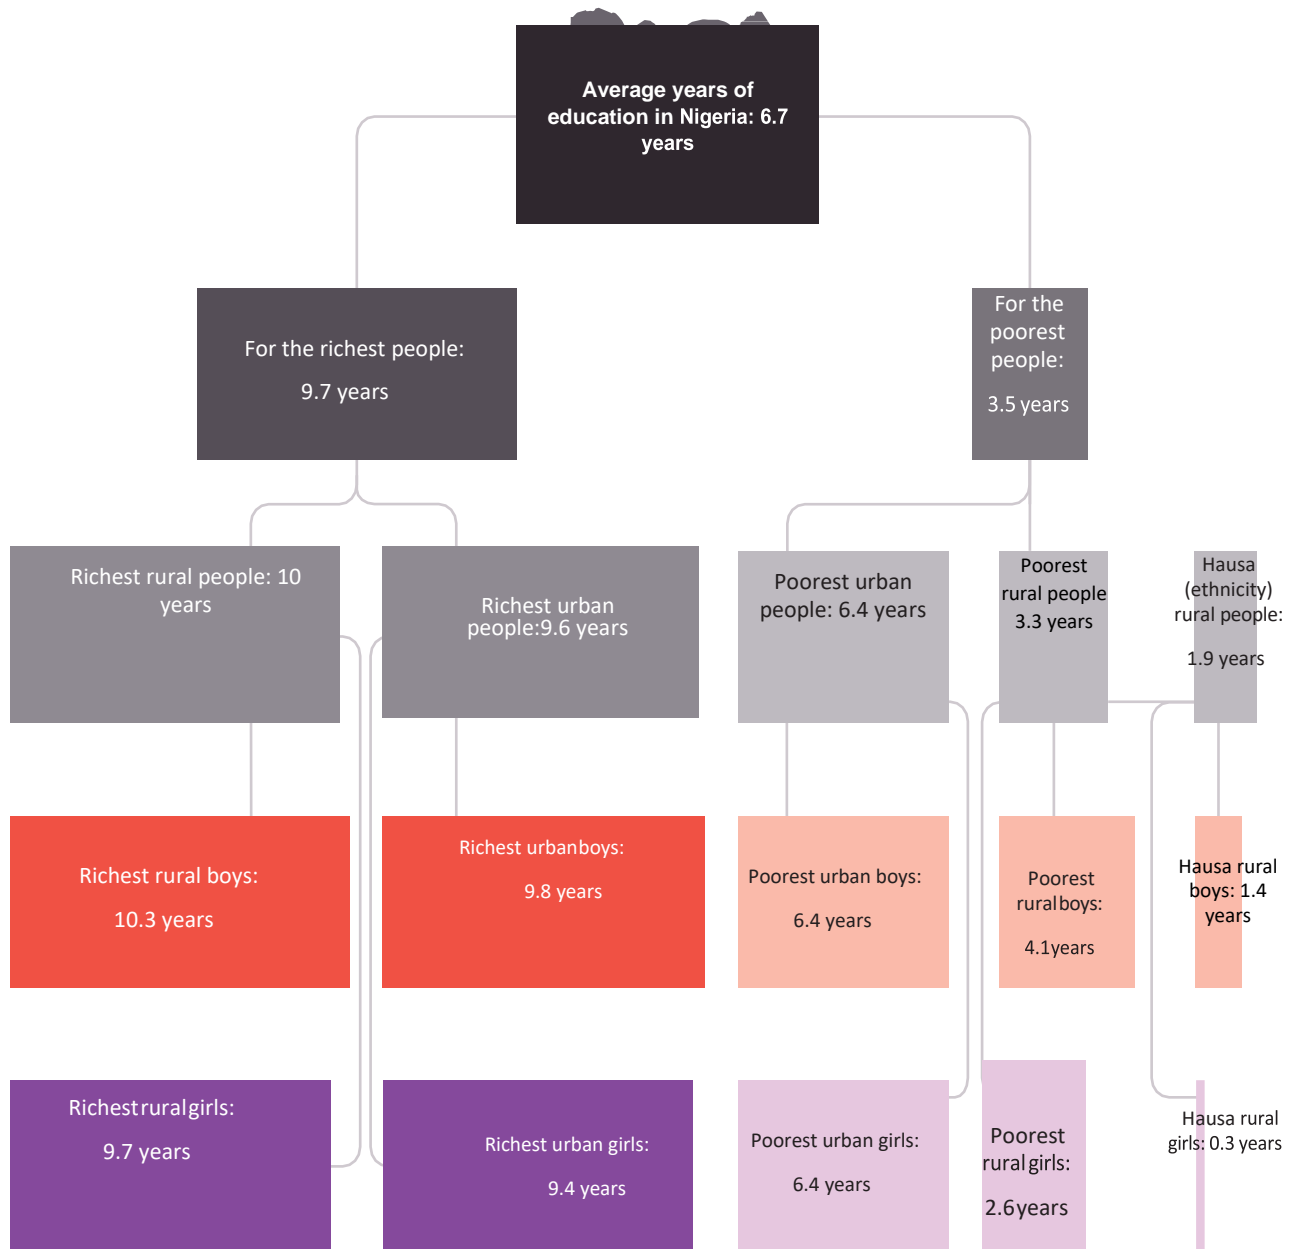 Average years of
education in Nigeria: 6.7
years
For the richest people:
9.7 years
For the
poorest
people:
3.5 years
Richest rural people: 10
years
Richest urban
people:9.6 years
Poorest urban
people: 6.4 years
Poorest
rural people
3.3 years
Hausa
(ethnicity)
rural people:
1.9 years
Richest rural boys:
10.3 years
Richest urbanboys:
9.8 years
Poorest urban boys:
6.4 years
Poorest
ruralboys:
4.1years
Hausa rural
boys: 1.4
years
Richestruralgirls:
9.7 years
Richest urban girls:
9.4 years
Poorest urban girls:
6.4 years
Poorest
rural girls:
2.6years
Hausa rural
girls: 0.3 years